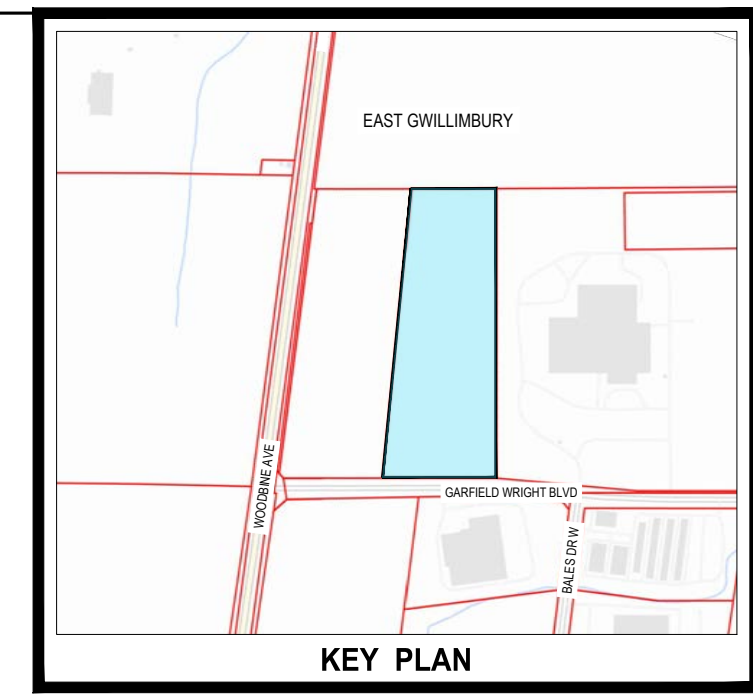 EAST GWILLIMBURY
WOODBINE AVE
GARFIELD WRIGHT BLVD
BALES DR W
KEY PLAN